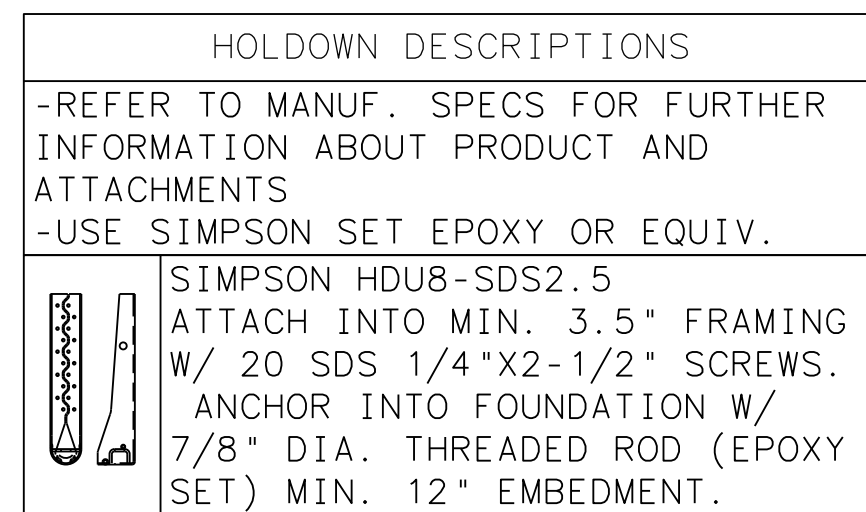 HOLDOWN DESCRIPTIONS
-REFER TO MANUF. SPECS FOR FURTHER
INFORMATION ABOUT PRODUCT AND
ATTACHMENTS
-USE SIMPSON SET EPOXY OR EQUIV.
SIMPSON HDU8-SDS2.5
ATTACH INTO MIN. 3.5" FRAMING
W/ 20 SDS 1/4"X2-1/2" SCREWS.
ANCHOR INTO FOUNDATION W/
7/8" DIA. THREADED ROD (EPOXY
SET) MIN. 12" EMBEDMENT.